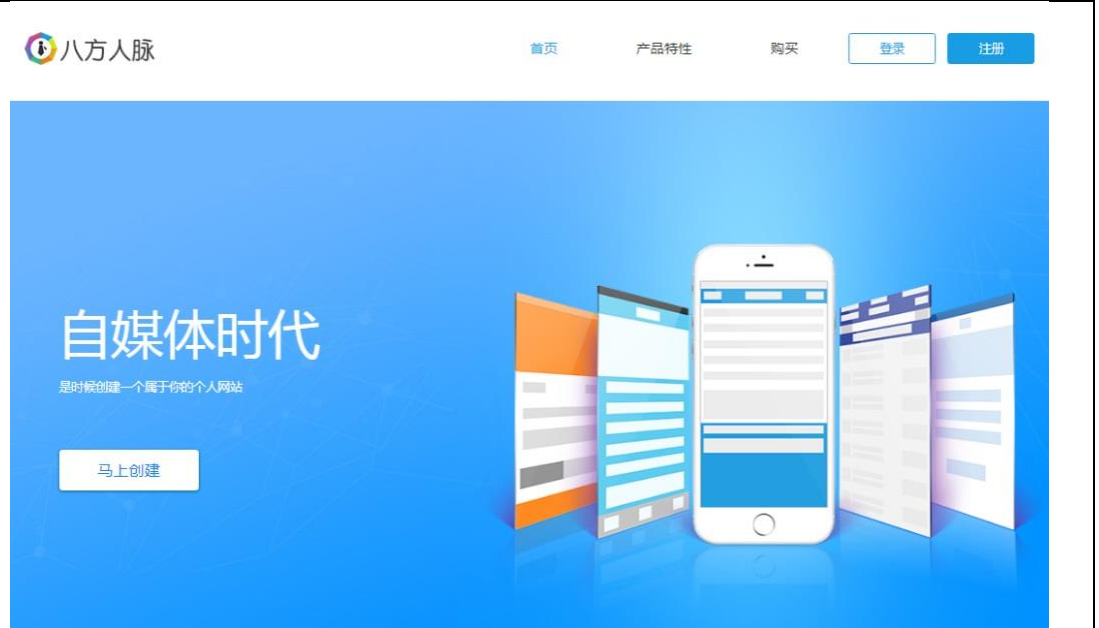 八方人脉
首页 产品特性 购买 登录 注册
自媒体时代
是时候创建一个属于你的个人网站
马上创建